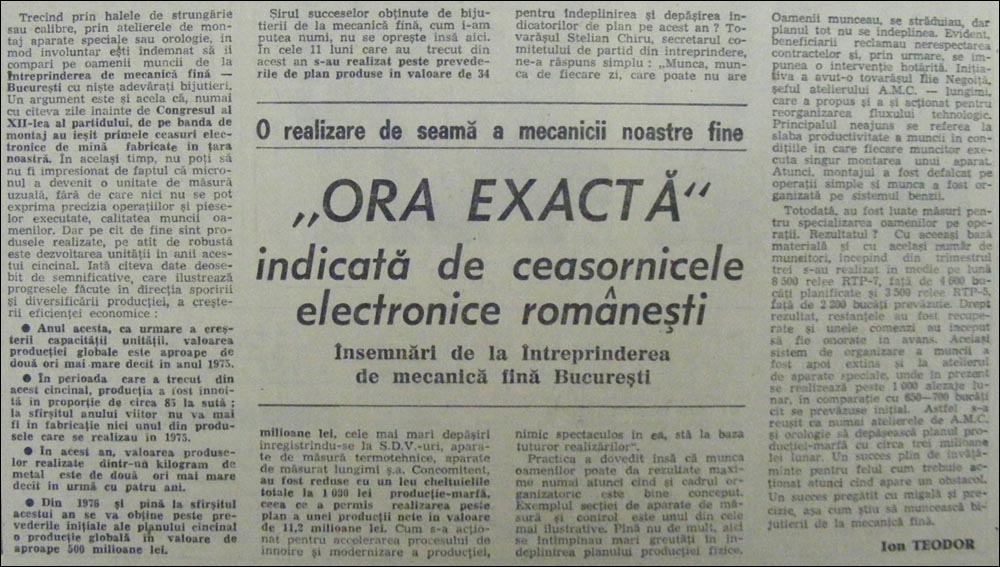 Trecînd prin halele de strungărie
sau calibre, prin atelierele de mon-
taj aparate speciale sau orologie, în
mod involuntar ești îndemnat să îi
compari pe oamenii muncii de la
Întreprinderea de mecanică fină —
București cu niște adevărați bijutieri.
Un argument este și acela că, numai
cu cîteva zile înainte de Congresul al
XII-lea al partidului, de pe banda de
montaj au ieșit primele ceasuri elec-
tronice de mînă fabricate în țara
noastră. În același timp, nu poți să
nu fi impresionat de faptul că micro-
nul a devenit o unitate de măsură
uzuală, fără de care nici nu se pot
exprima precizia operațiilor și piese-
lor executate, calitatea muncii oa-
menilor. Dar pe cît de fine sînt pro-
dusele realizate, pe atît de robustă
este dezvoltarea unității în anii aces-
tui cincinal. Iată cîteva date deose-
bit de semnificative, care ilustrează
progresele făcute în direcția sporirii
și diversificării producției, a crește-
rii eficienței economice :
● Anul acesta, ca urmare a creș-
terii capacității unității, valoarea
producției globale este aproape de
două ori mai mare decît în anul 1975.
● În perioada care a trecut din
acest cincinal, producția a fost înnoi-
tă în proporție de circa 85 la sută ;
la sfîrșitul anului viitor nu va mai
fi în fabricație nici unul din produ-
sele care se realizau în 1975.
● În acest an, valoarea produse-
lor realizate dintr-un kilogram de
metal este de două ori mai mare
decît în urmă cu patru ani.
● Din 1976 și pînă la sfîrșitul
acestui an se va obține peste pre-
vederile inițiale ale planului cincinal
o producție globală în valoare de
aproape 500 milioane lei.
Șirul succeselor obținute de biju-
tierii de la mecanică fină, cum i-am
putea numi, nu se oprește însă aici.
În cele 11 luni care au trecut din
acest an s-au realizat peste prevede-
rile de plan produse în valoare de 34
O realizare de seamă a mecanicii noastre fine
„ORA EXACTĂ“
indicată de ceasornicele
electronice românești
Însemnări de la Întreprinderea
de mecanică fină București
milioane lei, cele mai mari depășiri
înregistrîndu-se la S.D.V.-uri, apara-
te de măsură termotehnice, aparate
de măsurat lungimi ș.a. Concomitent,
au fost reduse cu un leu cheltuielile
totale la 1 000 lei producție-marfă,
ceea ce a permis realizarea peste
plan a unei producții nete în valoare
de 11,2 milioane lei. Cum s-a acțio-
nat pentru accelerarea procesului de
înnoire și modernizare a producției,
pentru îndeplinirea și depășirea in-
dicatorilor de plan pe acest an ?
Tovarășul Stelian Chiru, secretarul co-
mitetului de partid din întreprindere,
ne-a răspuns simplu : „Munca, mun-
ca de fiecare zi, care poate nu are
nimic spectaculos în ea, stă la baza
tuturor realizărilor“.
Practica a dovedit însă că munca
oamenilor poate da rezultate maxi-
me numai atunci cînd și cadrul or-
ganizatoric este bine conceput.
Exemplul secției de aparate de mă-
sură și control este unul din cele
mai ilustrative. Pînă nu de mult, aici
se întîmpinau mari greutăți în în-
deplinirea planului producției fizice.
Oamenii munceau, se străduiau, dar
planul tot nu se îndeplinea. Evident,
beneficiarii reclamau nerespectarea
contractelor și, prin urmare, se im-
punea o intervenție hotărîtă. Iniția-
tiva a avut-o tovarășul Ilie Negoiță,
șeful atelierului A.M.C. — lungimi,
care a propus și a și acționat pentru
reorganizarea fluxului tehnologic.
Principalul neajuns se referea la
slaba productivitate a muncii în con-
dițiile în care fiecare muncitor exe-
cuta singur montarea unui aparat.
Atunci, montajul a fost defalcat pe
operații simple și munca a fost or-
ganizată pe sistemul benzii.
Totodată, au fost luate măsuri pen-
tru specializarea oamenilor pe ope-
rații. Rezultatul ? Cu aceeași bază
materială și cu același număr de
muncitori, începînd din trimestrul
trei s-au realizat în medie pe lună
8 500 relee RTP-7, față de 4 600 bu-
căți planificate și 3 500 relee RTP-5,
față de 2 200 bucăți prevăzute. Drept
rezultat, restanțele au fost recupe-
rate și unele comenzi au început
să fie onorate în avans. Același
sistem de organizare a muncii a
fost apoi extins și la atelierul
de aparate speciale, unde în prezent
se realizează peste 1 000 alezaje lu-
nar, în comparație cu 650—700 bucăți
cît se prevăzuse inițial. Astfel s-a
reușit ca atelierele de A.M.C.
și orologie să depășească planul pro-
ducției-marfă cu circa trei milioane
lei lunar. Un succes plin de învăță-
minte pentru felul cum trebuie ac-
ționat atunci cînd apare un obstacol.
Un succes pregătit cu migală și pre-
cizie, așa cum știu să muncească bi-
jutierii de la mecanică fină.
Ion TEODOR